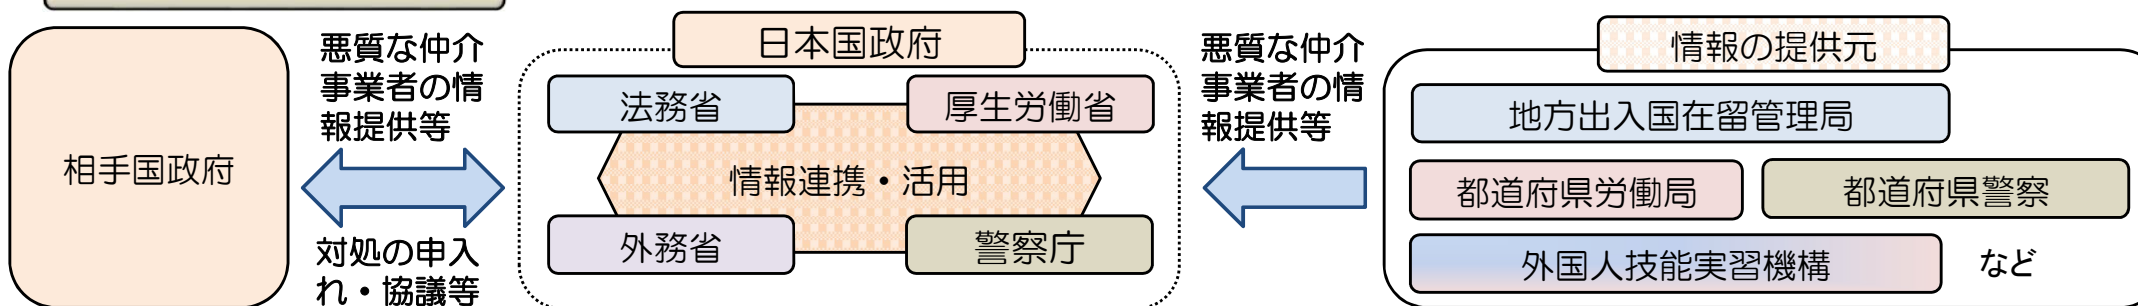 相手国政府
悪質な仲介
事業者の情
報提供等
対処の申入
れ・協議等
日本国政府
法務省
厚生労働省
情報連携・活用
外務省
警察庁
悪質な仲介
事業者の情
報提供等
情報の提供元
地方出入国在留管理局
都道府県労働局
都道府県警察
外国人技能実習機構
など